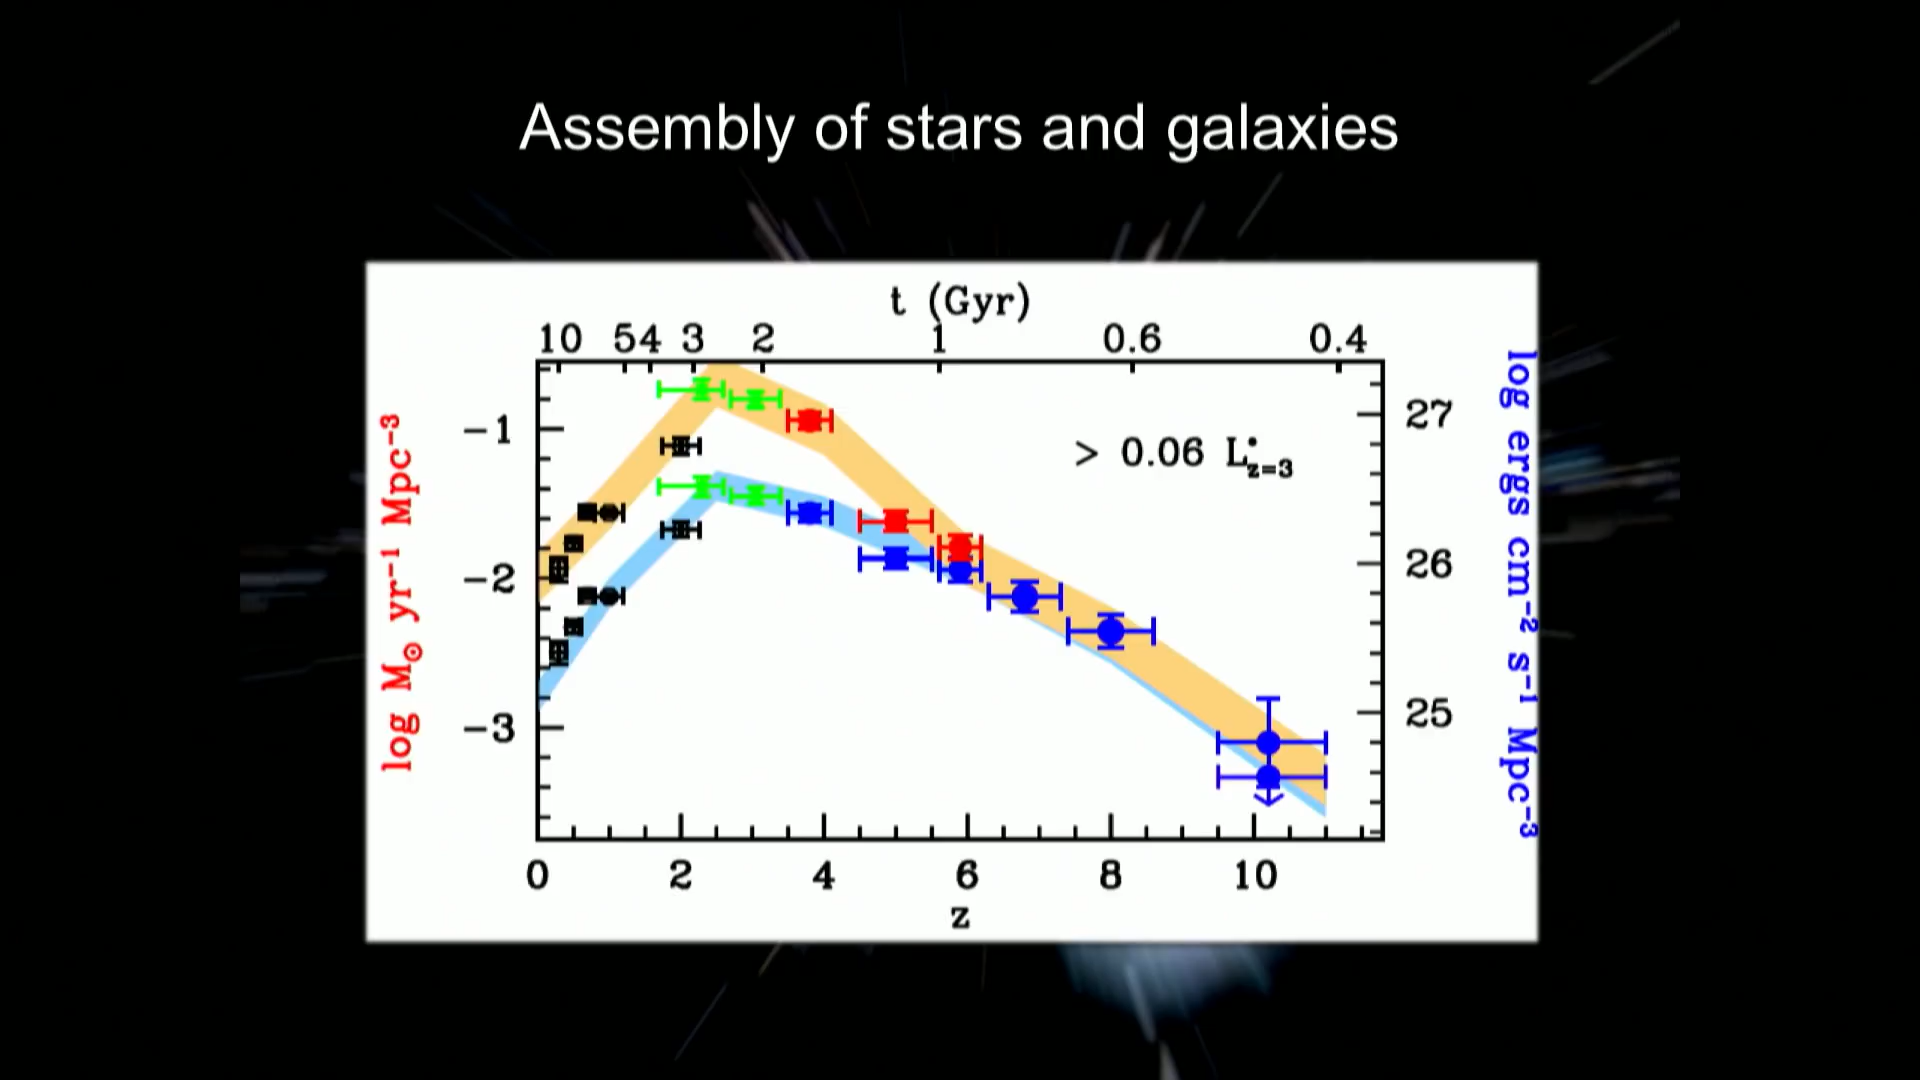 Assembly of stars and galaxies
t (Gyr)
10 5 4 3 2 1 0.6 0.4
log M⊙ yr⁻¹ Mpc⁻³
-1
-2
-3
> 0.06 L*z=3
27
26
25
log ergs cm⁻² s⁻¹ Mpc⁻³
0 2 4 6 8 10
z